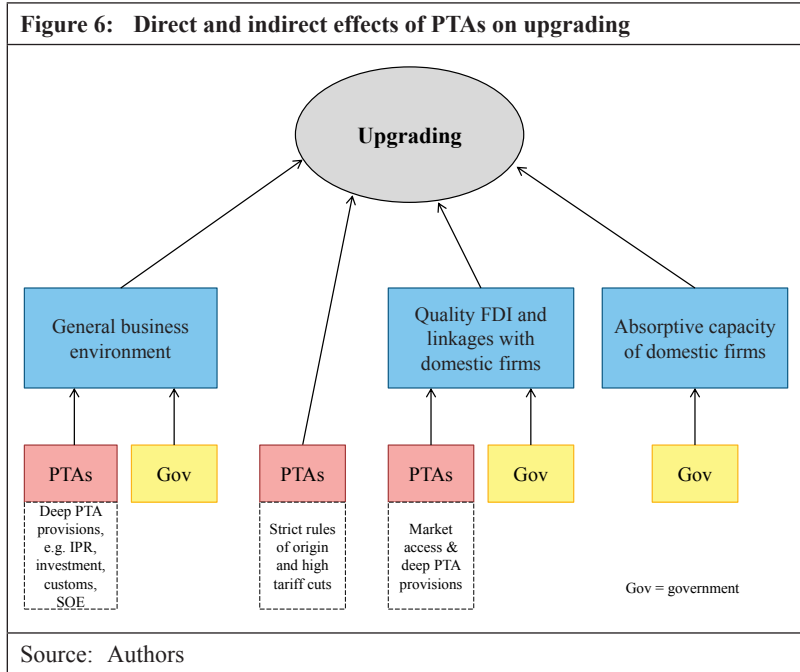 Figure 6: Direct and indirect effects of PTAs on upgrading
Upgrading
General business
environment
Quality FDI and
linkages with
domestic firms
Absorptive capacity
of domestic firms
PTAs
Gov
PTAs
PTAs
Gov
Gov
Deep PTA
provisions,
e.g. IPR,
investment,
customs,
SOE
Strict rules
of origin
and high
tariff cuts
Market
access &
deep PTA
provisions
Gov = government
Source: Authors